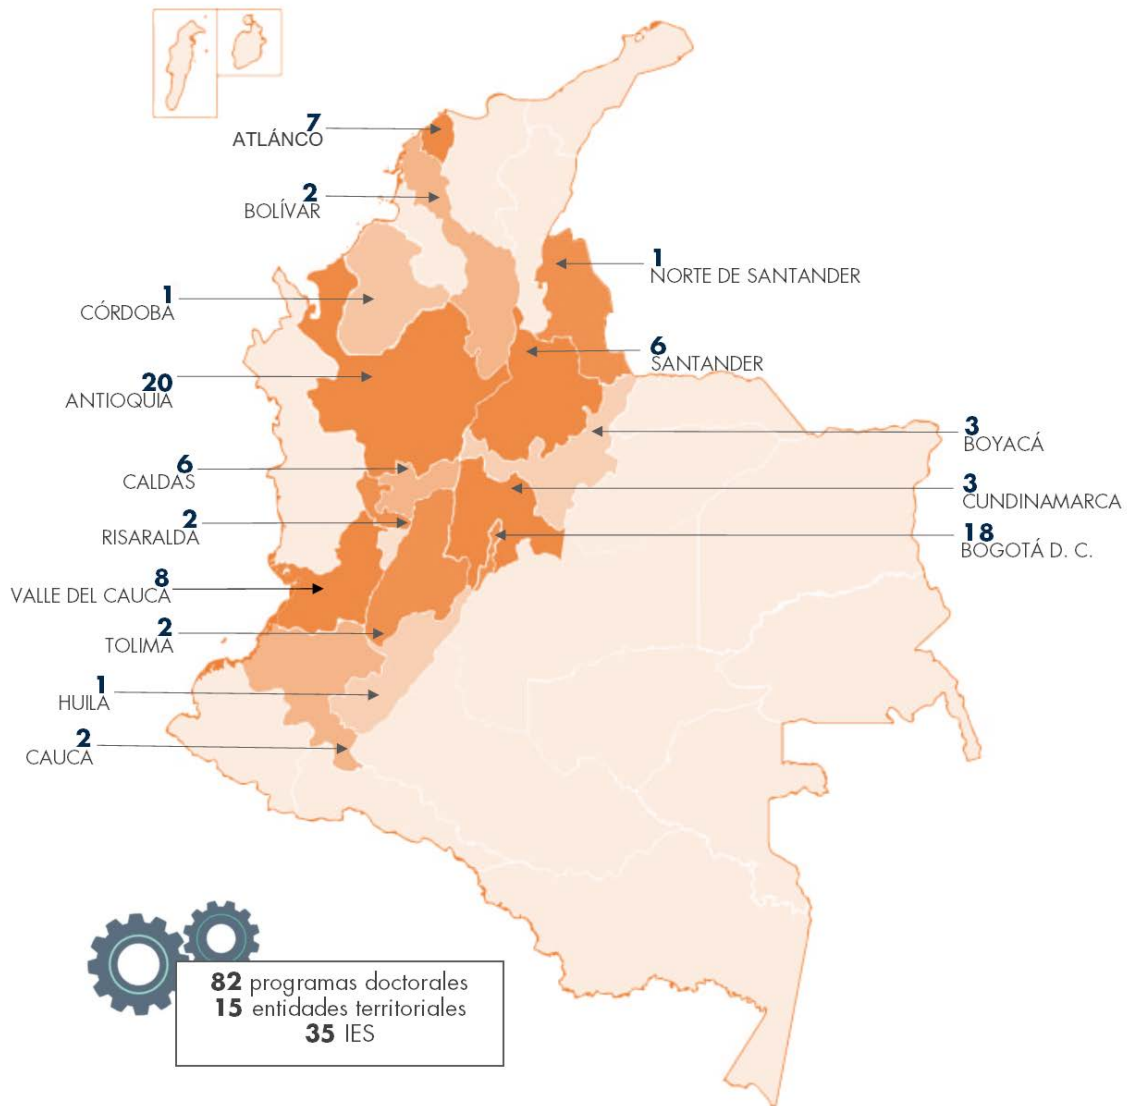 7
ATLÁNCO
2
BOLÍVAR
1
CÓRDOBA
20
ANTIOQUIA
6
CALDAS
2
RISARALDA
8
VALLE DEL CAUCA
2
TOLIMA
1
HUILA
2
CAUCA
1
NORTE DE SANTANDER
6
SANTANDER
3
BOYACÁ
3
CUNDINAMARCA
18
BOGOTÁ D. C.
82 programas doctorales
15 entidades territoriales
35 IES